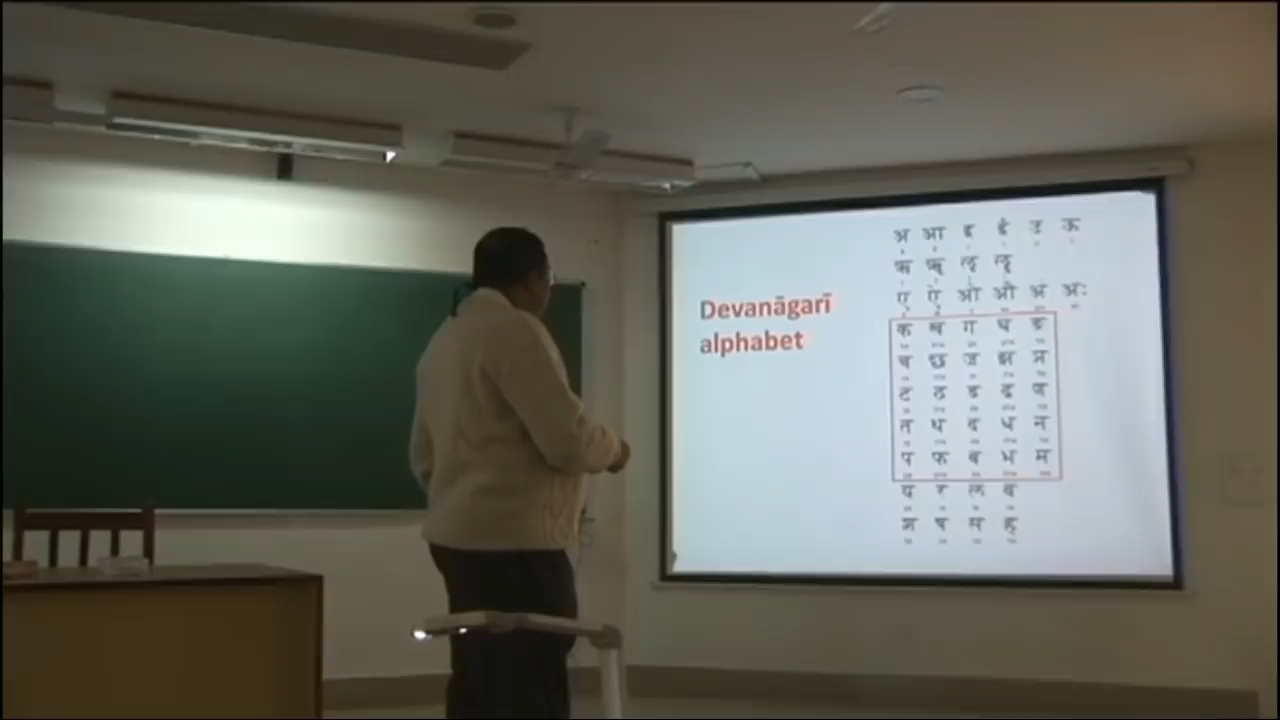 Devanāgarī
alphabet
अ आ इ ई उ ऊ
ऋ ॠ ऌ ॡ
ए ऐ ओ औ अं अः
क ख ग घ ङ
च छ ज झ ञ
ट ठ ड ढ ण
त थ द ध न
प फ ब भ म
य र ल व
श ष स ह